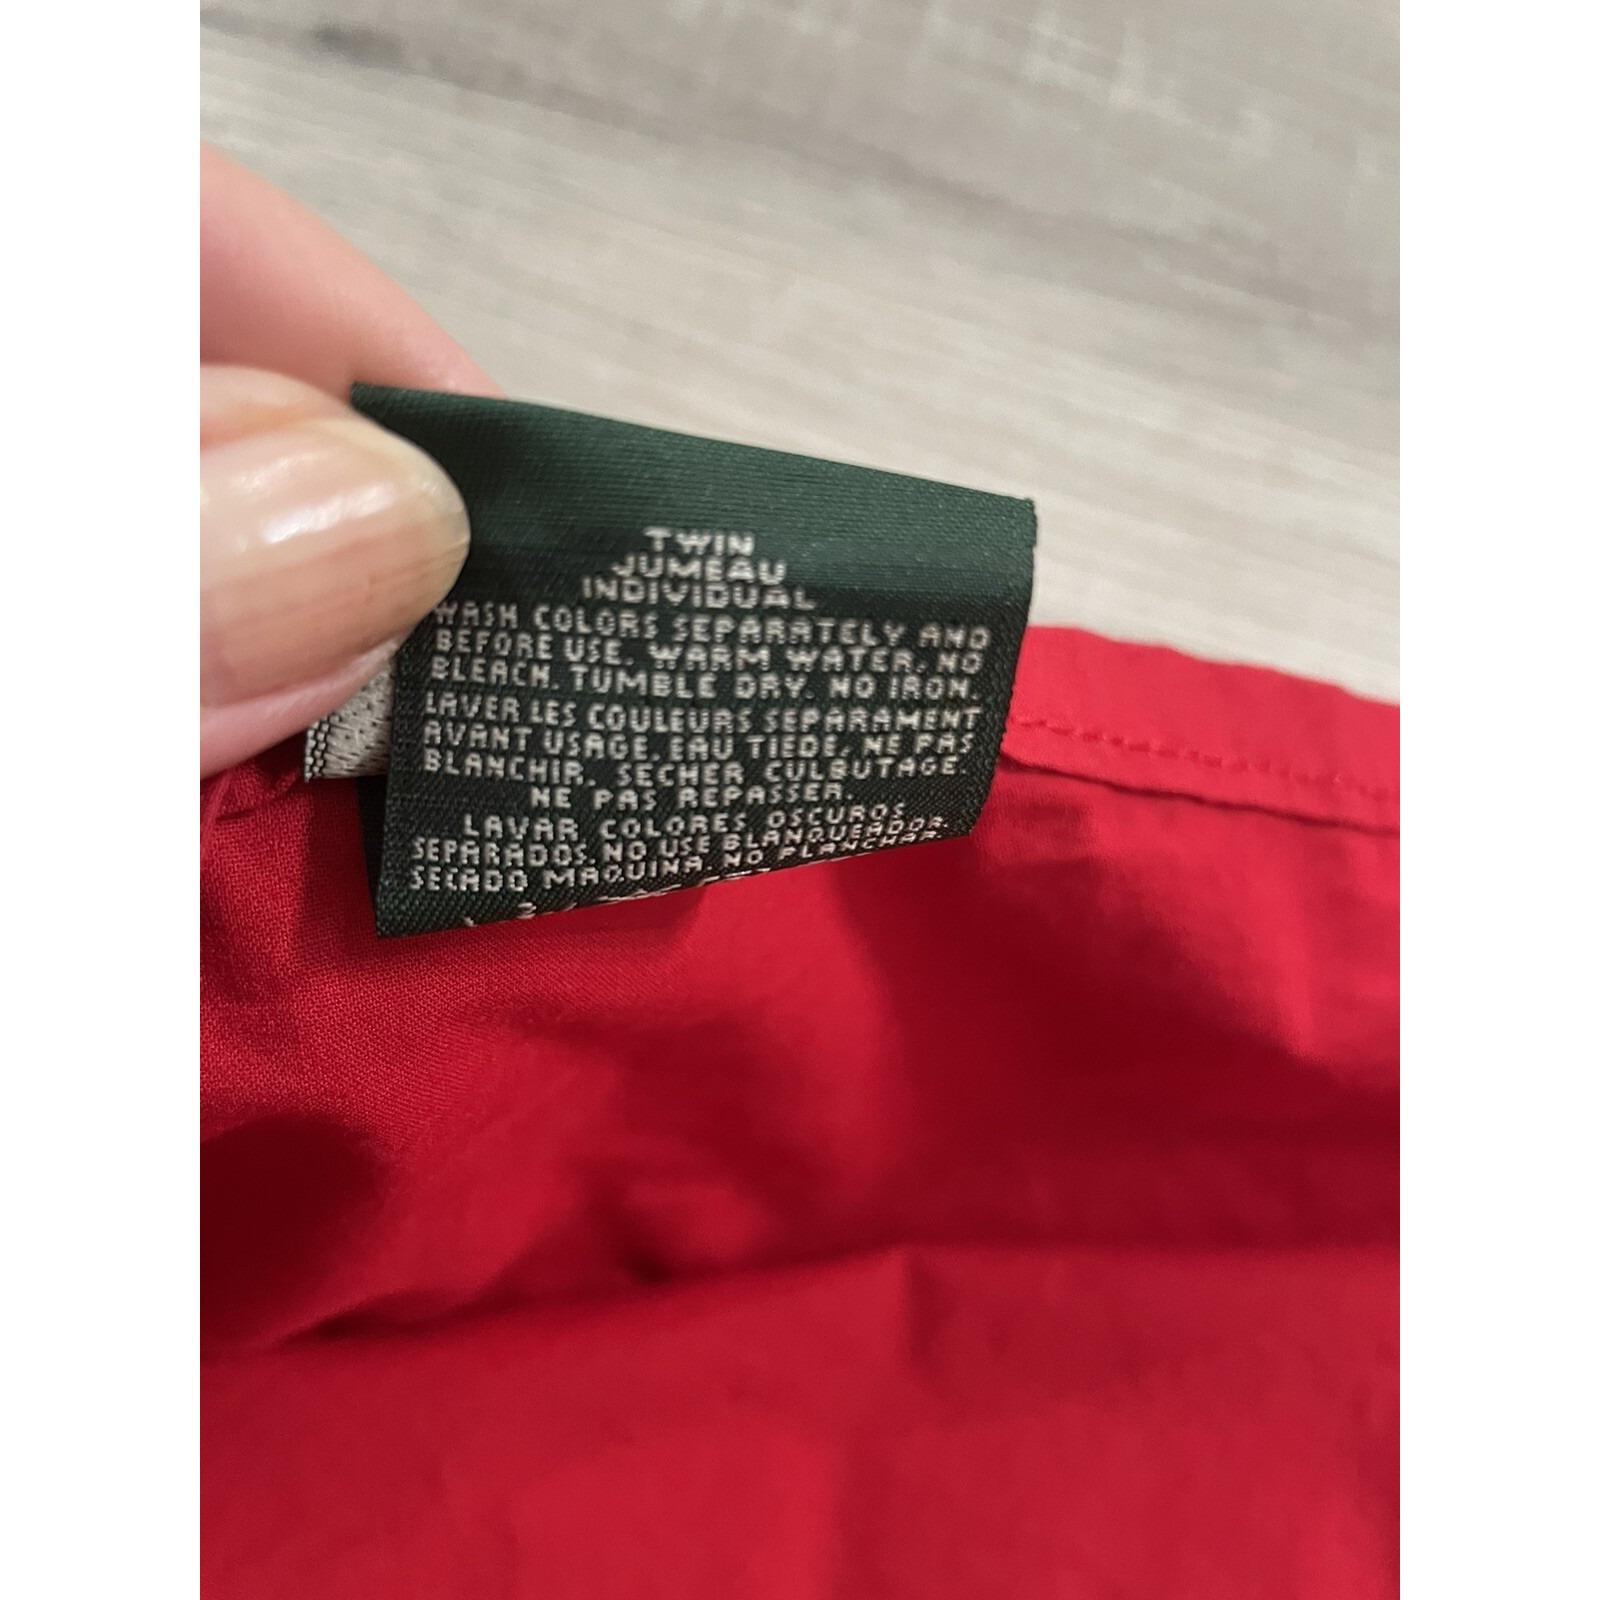 TWIN
JUMEAU
INDIVIDUAL
WASH COLORS SEPARATELY AND
BEFORE USE. WARM WATER. NO
BLEACH. TUMBLE DRY. NO IRON.
LAVER LES COULEURS SEPARAMENT
AVANT USAGE. EAU TIEDE. NE PAS
BLANCHIR. SECHER CULBUTAGE
NE PAS REPASSER.
LAVAR COLORES OSCUROS
SEPARADOS. NO USE BLANQUEADOR
SECADO MAQUINA. NO PLANCHAR